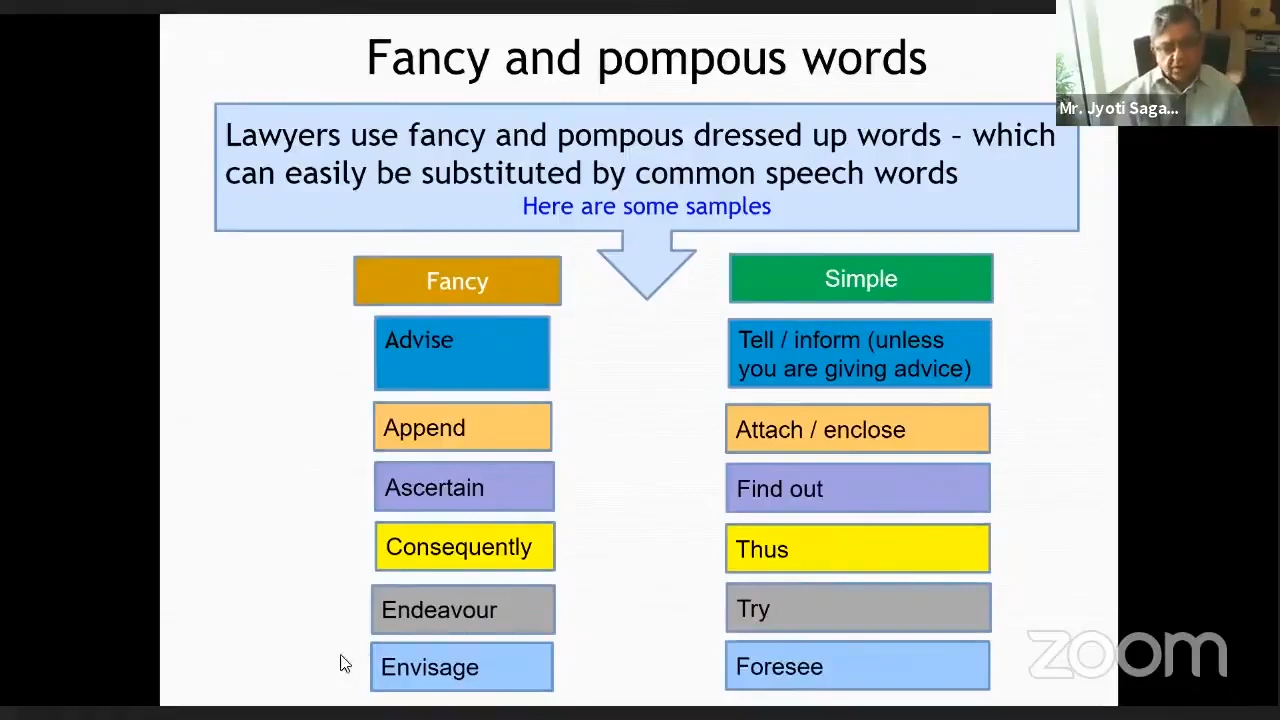 Fancy and pompous words
Mr. Jyoti Saga...
Lawyers use fancy and pompous dressed up words – which
can easily be substituted by common speech words
Here are some samples
Fancy
Simple
Advise
Tell / inform (unless
you are giving advice)
Append
Attach / enclose
Ascertain
Find out
Consequently
Thus
Endeavour
Try
Envisage
Foresee
zoom